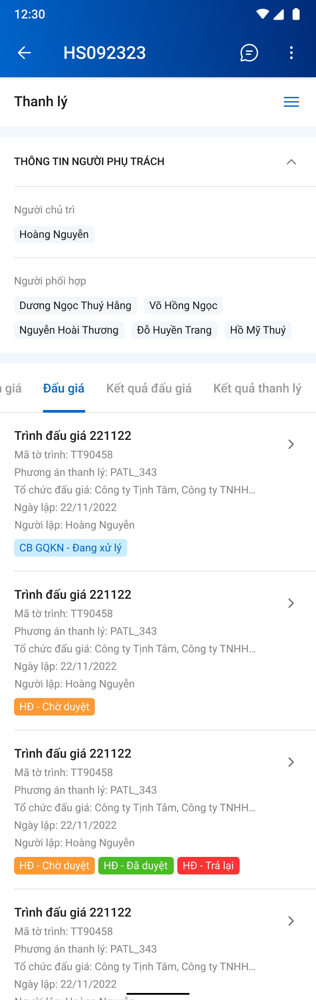 12:30
HS092323
Thanh lý
THÔNG TIN NGƯỜI PHỤ TRÁCH
Người chủ trì
Hoàng Nguyễn
Người phối hợp
Dương Ngọc Thuý Hằng Võ Hồng Ngọc
Nguyễn Hoài Thương Đỗ Huyền Trang Hồ Mỹ Thuý
giá Đấu giá Kết quả đấu giá Kết quả thanh lý
Trình đấu giá 221122
Mã tờ trình: TT90458
Phương án thanh lý: PATL_343
Tổ chức đấu giá: Công ty Tịnh Tâm, Công ty TNHH...
Ngày lập: 22/11/2022
Người lập: Hoàng Nguyễn
CB GQKN - Đang xử lý
Trình đấu giá 221122
Mã tờ trình: TT90458
Phương án thanh lý: PATL_343
Tổ chức đấu giá: Công ty Tịnh Tâm, Công ty TNHH...
Ngày lập: 22/11/2022
Người lập: Hoàng Nguyễn
HĐ - Chờ duyệt
Trình đấu giá 221122
Mã tờ trình: TT90458
Phương án thanh lý: PATL_343
Tổ chức đấu giá: Công ty Tịnh Tâm, Công ty TNHH...
Ngày lập: 22/11/2022
Người lập: Hoàng Nguyễn
HĐ - Chờ duyệt HĐ - Đã duyệt HĐ - Trả lại
Trình đấu giá 221122
Mã tờ trình: TT90458
Phương án thanh lý: PATL_343
Tổ chức đấu giá: Công ty Tịnh Tâm, Công ty TNHH...
Ngày lập: 22/11/2022